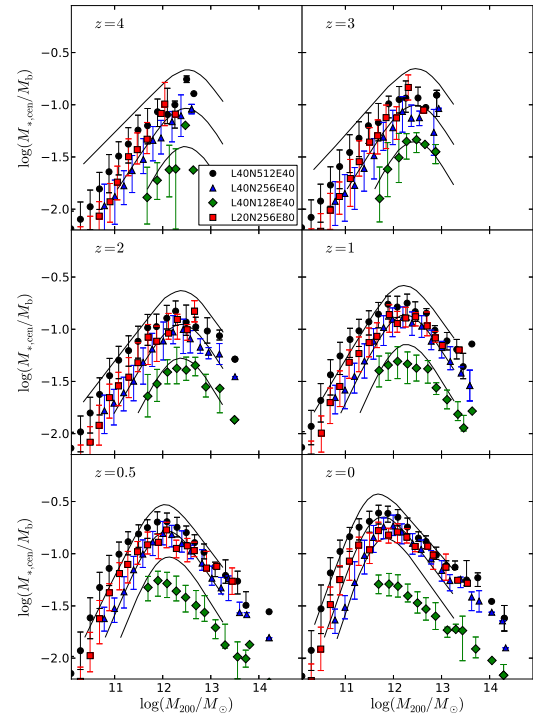 z=4
z=3
log(M*,cen/Mb)
−0.5
−1.0
−1.5
−2.0
L40N512E40
L40N256E40
L40N128E40
L20N256E80
z=2
z=1
log(M*,cen/Mb)
−0.5
−1.0
−1.5
−2.0
z=0.5
z=0
log(M*,cen/Mb)
−0.5
−1.0
−1.5
−2.0
11 12 13 14
11 12 13 14
log(M200/M⊙)
log(M200/M⊙)